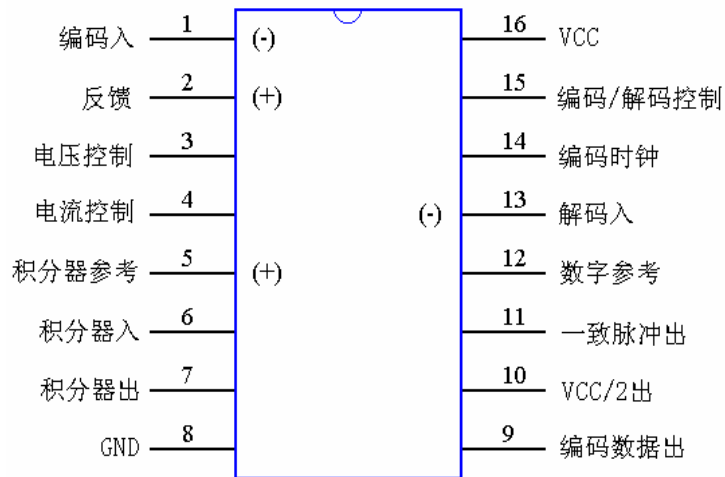 编码入 1 (-) 16 VCC
反馈 2 (+) 15 编码/解码控制
电压控制 3 14 编码时钟
电流控制 4 (-) 13 解码入
积分器参考 5 (+) 12 数字参考
积分器入 6 11 一致脉冲出
积分器出 7 10 VCC/2出
GND 8 9 编码数据出